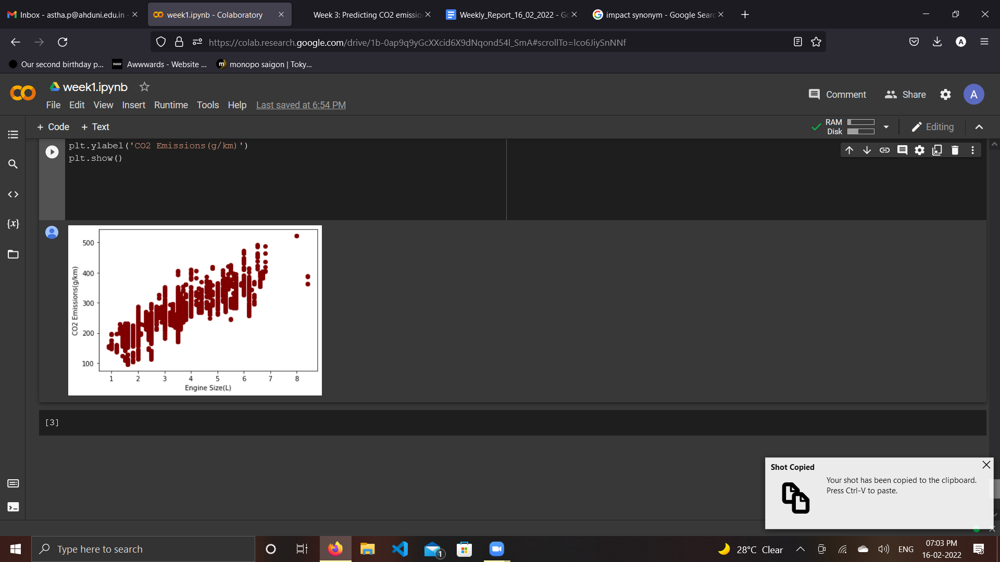 Inbox - astha.p@ahduni.edu.in -
week1.ipynb - Colaboratory
Week 3: Predicting CO2 emissio
Weekly_Report_16_02_2022 - Go
impact synonym - Google Searc
https://colab.research.google.com/drive/1b-0ap9q9yGcXXcid6X9dNqond54l_SmA#scrollTo=lco6JiySnNNf
A
Our second birthday p...
www
Awwwards - Website ...
m
monopo saigon | Toky...
week1.ipynb
Comment
Share
A
File
Edit
View
Insert
Runtime
Tools
Help
Last saved at 6:54 PM
+ Code
+ Text
RAM
Disk
Editing
plt.ylabel('CO2 Emissions(g/km)')
plt.show()
{x}
500
400
300
200
100
CO2 Emissions(g/km)
1 2 3 4 5 6 7 8
Engine Size(L)
[3]
Shot Copied
Your shot has been copied to the clipboard.
Press Ctrl-V to paste.
Type here to search
1
28°C Clear
ENG
07:03 PM
16-02-2022